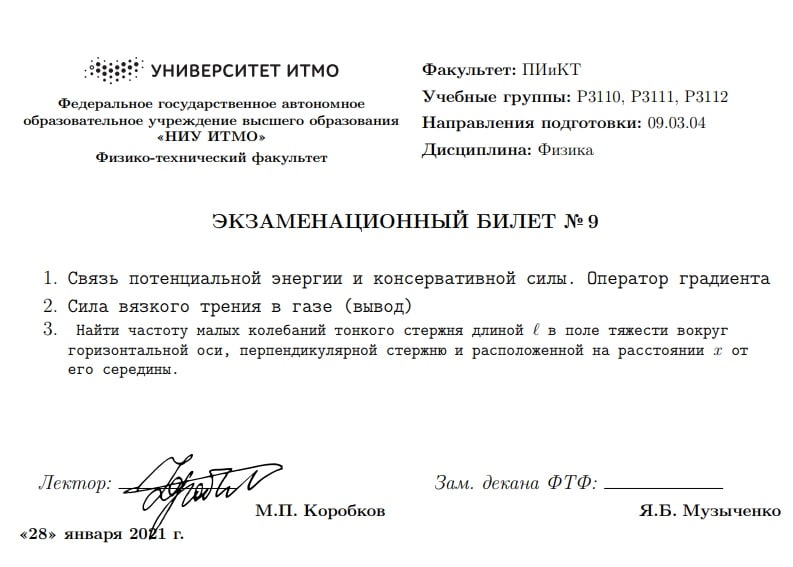 УНИВЕРСИТЕТ ИТМО
Федеральное государственное автономное
образовательное учреждение высшего образования
«НИУ ИТМО»
Физико-технический факультет
Факультет: ПИиКТ
Учебные группы: P3110, P3111, P3112
Направления подготовки: 09.03.04
Дисциплина: Физика
ЭКЗАМЕНАЦИОННЫЙ БИЛЕТ № 9
1. Связь потенциальной энергии и консервативной силы. Оператор градиента
2. Сила вязкого трения в газе (вывод)
3. Найти частоту малых колебаний тонкого стержня длиной ℓ в поле тяжести вокруг
горизонтальной оси, перпендикулярной стержню и расположенной на расстоянии x от
его середины.
Лектор:
М.П. Коробков
Зам. декана ФТФ:
Я.Б. Музыченко
«28» января 2021 г.